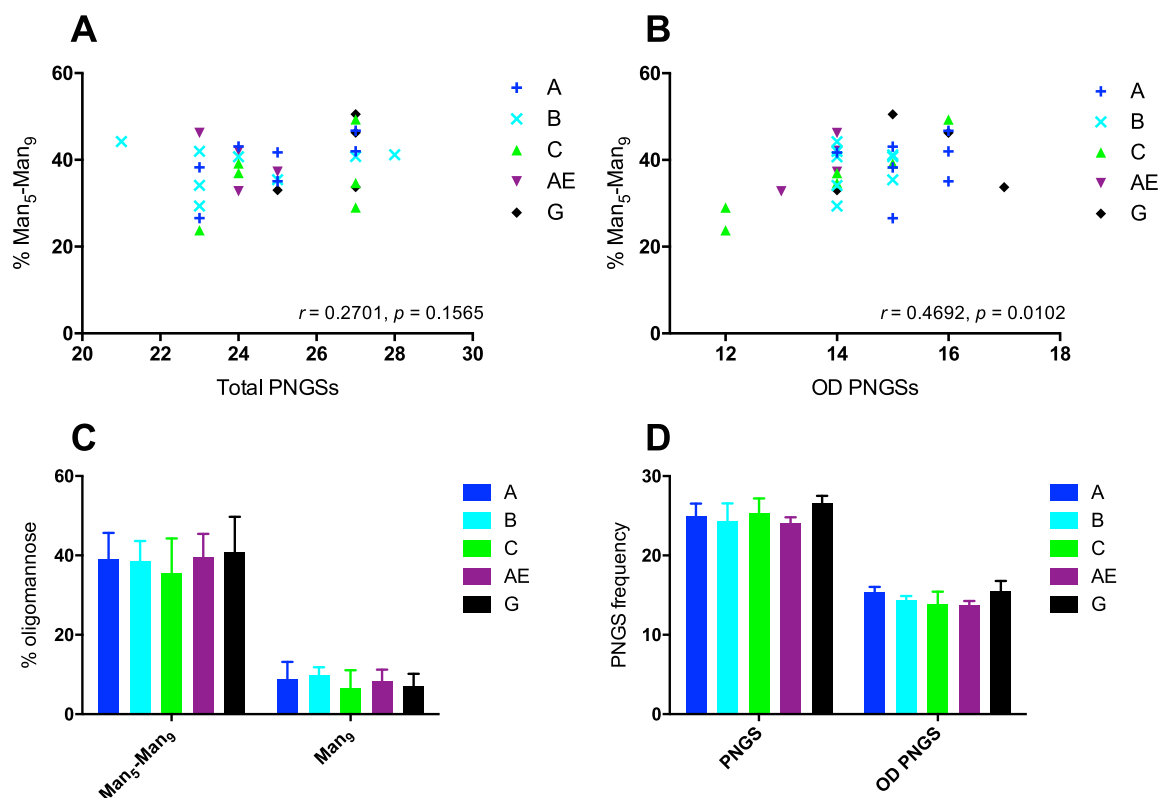 A
60
40
20
0
% Man5-Man9
20 22 24 26 28 30
Total PNGSs
r = 0.2701, p = 0.1565
A
B
C
AE
G
B
60
40
20
0
% Man5-Man9
12 14 16 18
OD PNGSs
r = 0.4692, p = 0.0102
A
B
C
AE
G
C
60
40
20
0
% oligomannose
Man5-Man9
Man9
A
B
C
AE
G
D
30
20
10
0
PNGS frequency
PNGS
OD PNGS
A
B
C
AE
G